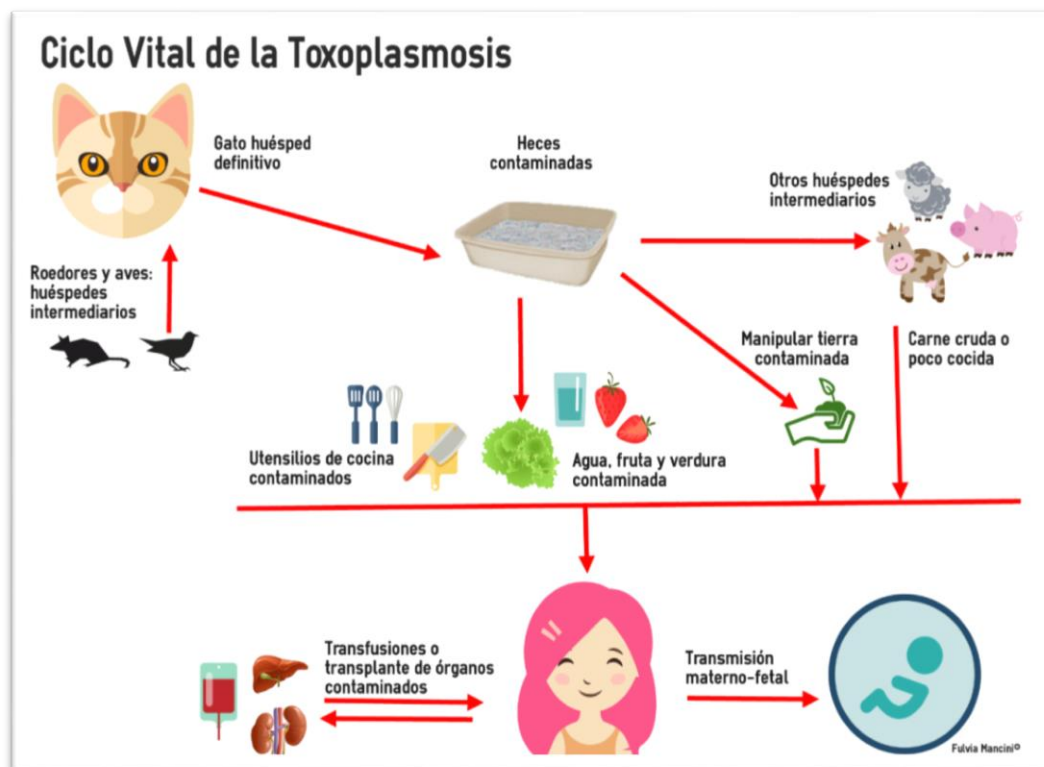 Ciclo Vital de la Toxoplasmosis
Gato huésped
definitivo
Heces
contaminadas
Otros huéspedes
intermediarios
Roedores y aves:
huéspedes
intermediarios
Manipular tierra
contaminada
Carne cruda o
poco cocida
Utensilios de cocina
contaminados
Agua, fruta y verdura
contaminada
Transfusiones o
transplante de órganos
contaminados
Transmisión
materno-fetal
Fulvia Mancini©